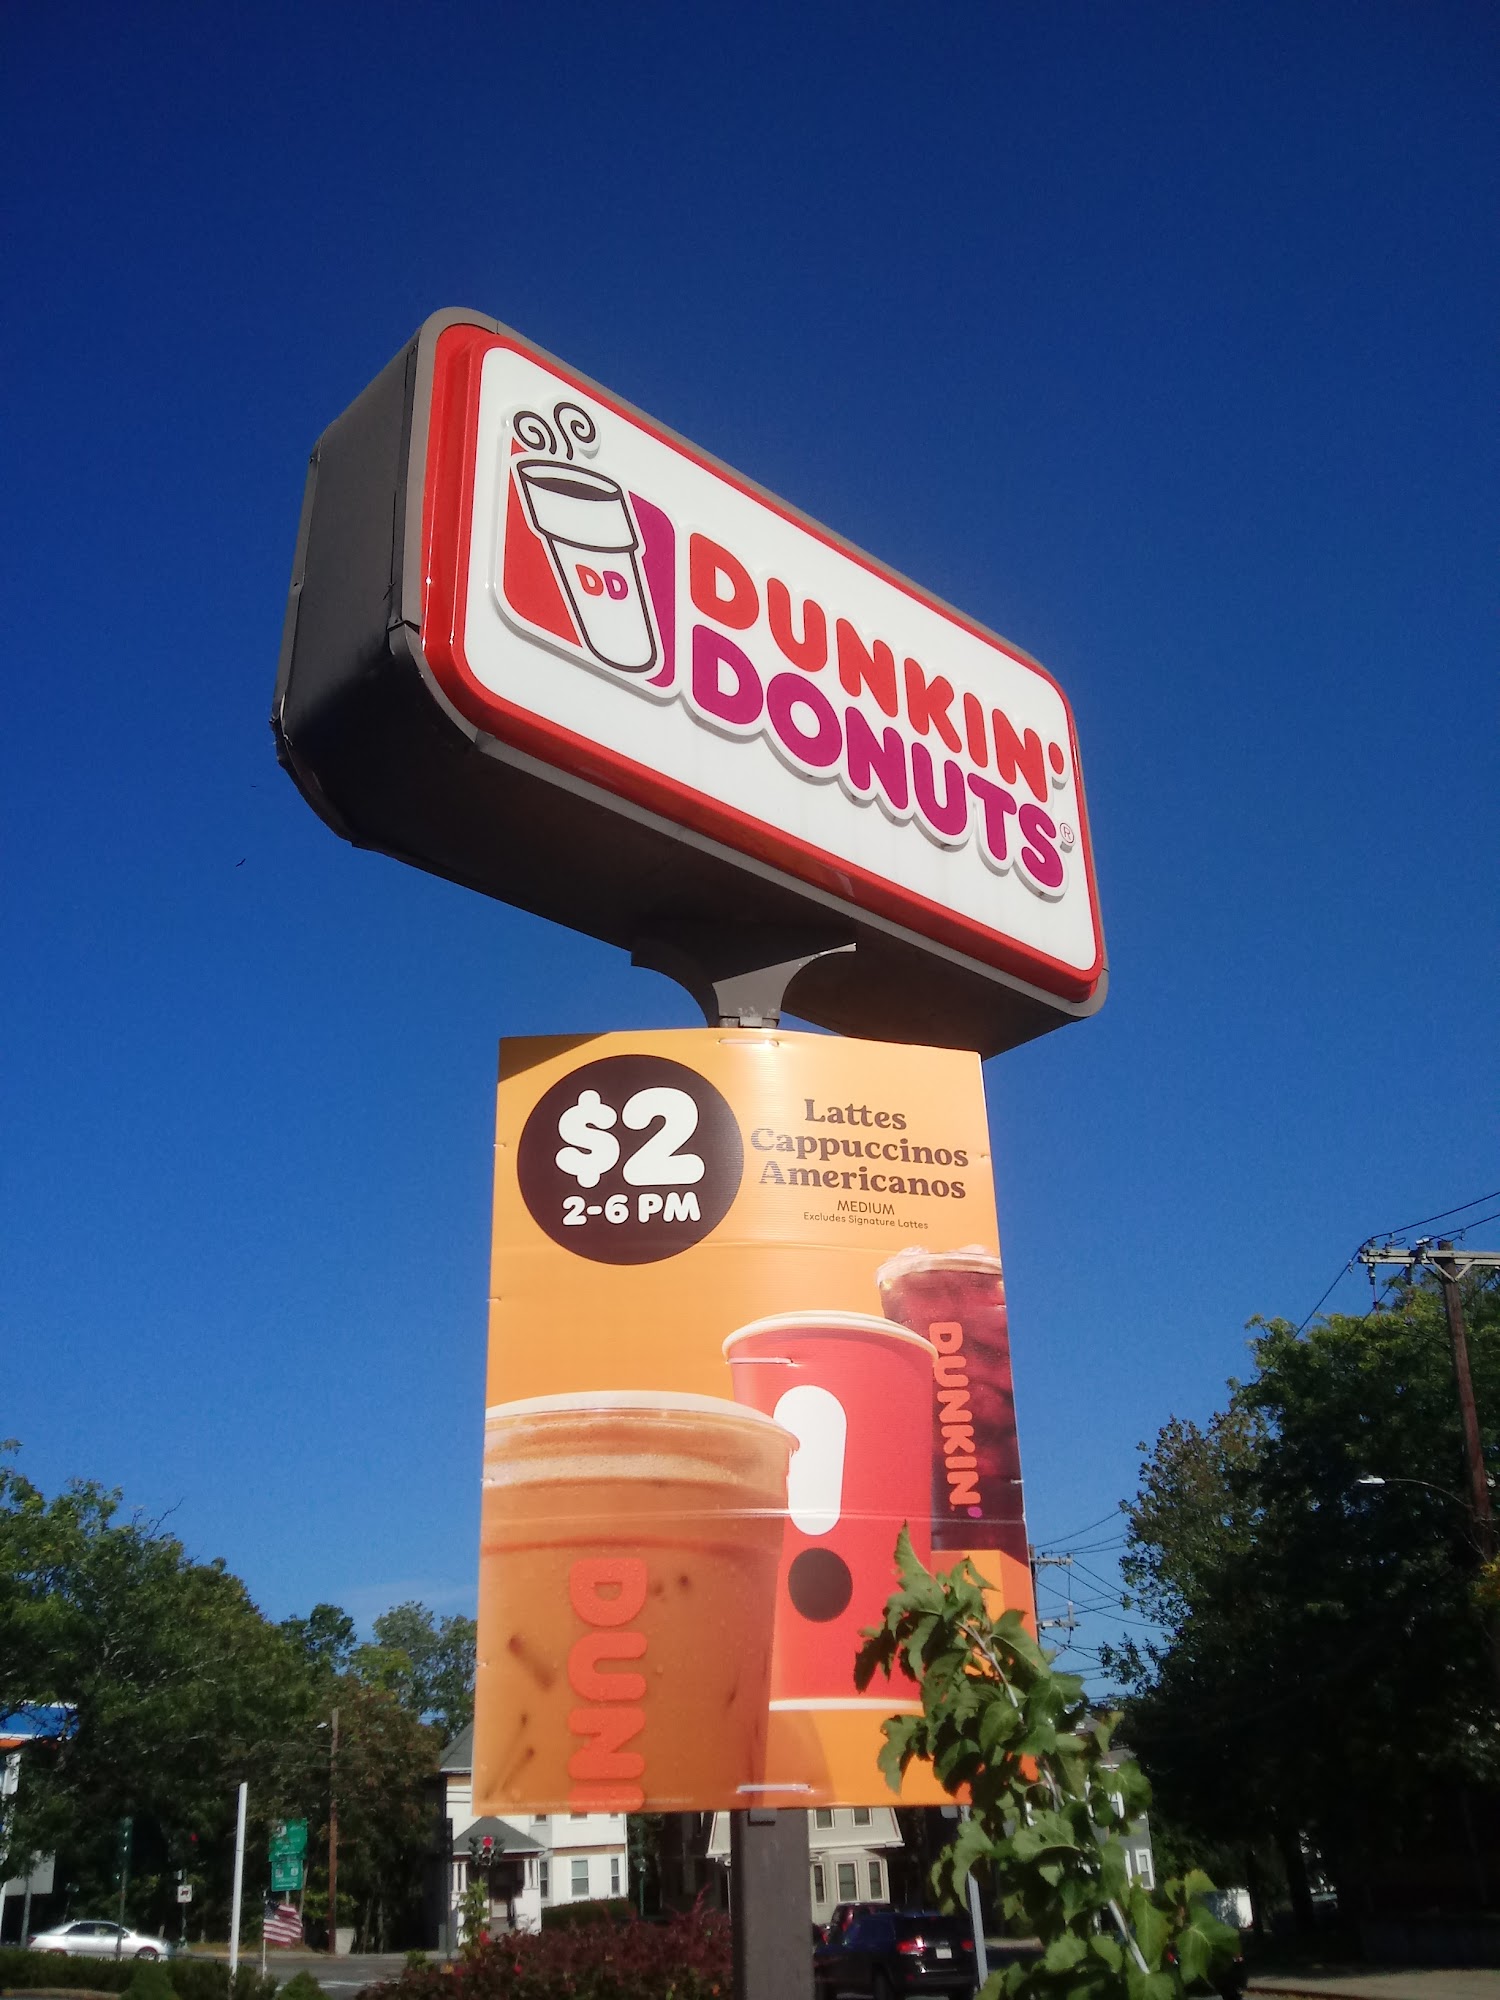 DD
DUNKIN'
DONUTS®
$2
2-6 PM
Lattes
Cappuccinos
Americanos
MEDIUM
Excludes Signature Lattes
DUNKIN'
DUN